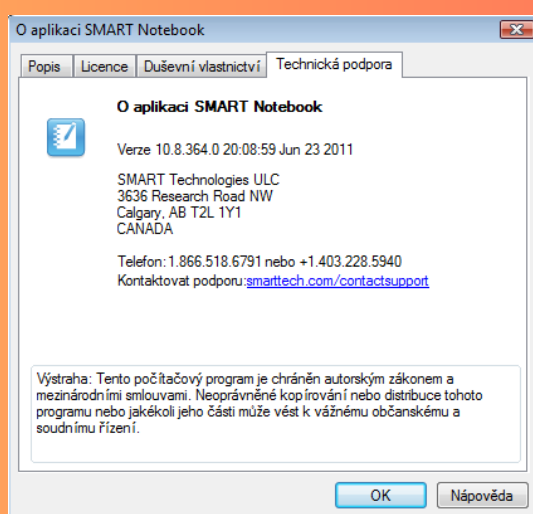 O aplikaci SMART Notebook
Popis Licence Duševní vlastnictví Technická podpora
O aplikaci SMART Notebook
Verze 10.8.364.0 20:08:59 Jun 23 2011
SMART Technologies ULC
3636 Research Road NW
Calgary, AB T2L 1Y1
CANADA
Telefon: 1.866.518.6791 nebo +1.403.228.5940
Kontaktovat podporu:smarttech.com/contactsupport
Výstraha: Tento počítačový program je chráněn autorským zákonem a
mezinárodními smlouvami. Neoprávněné kopírování nebo distribuce tohoto
programu nebo jakékoli jeho části může vést k vážnému občanskému a
soudnímu řízení.
OK Nápověda